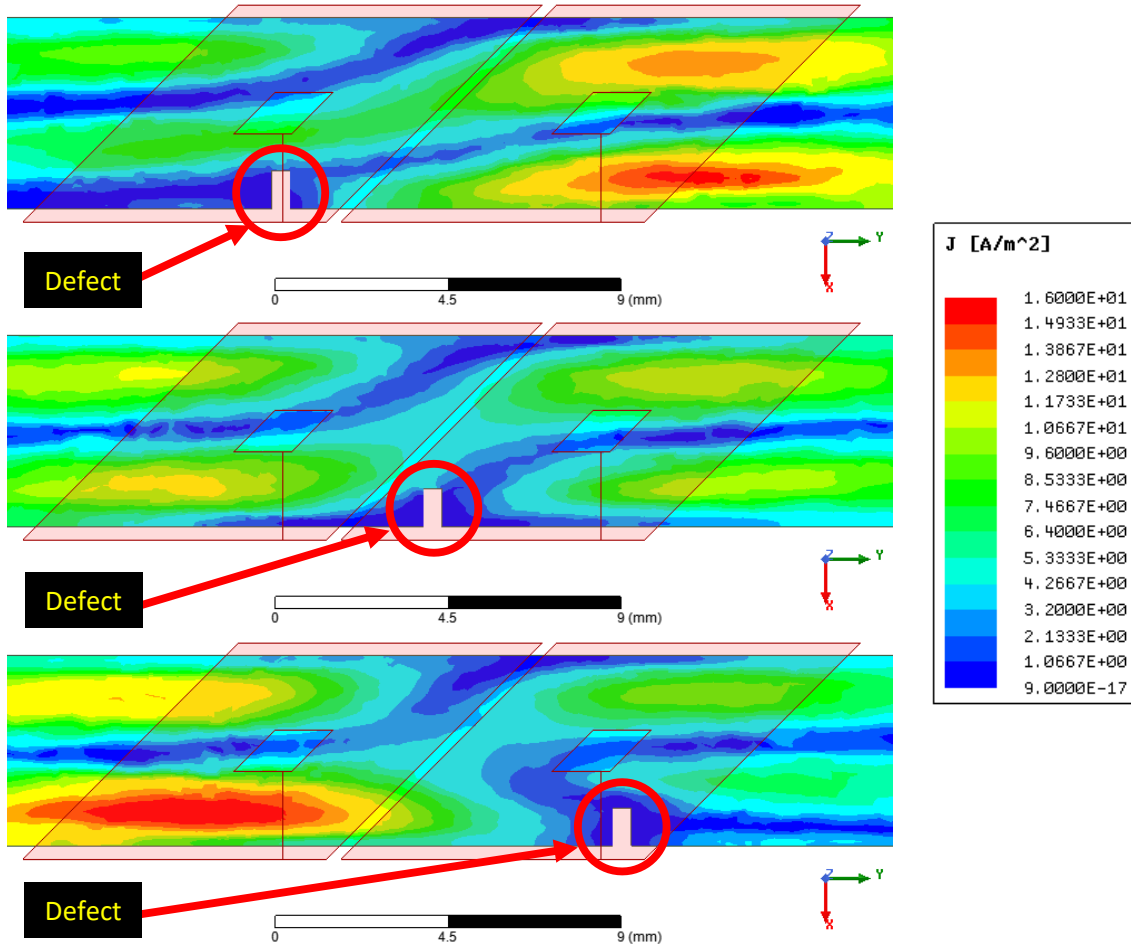 Z Y
X
Defect
0 4.5 9 (mm)
J [A/m^2]
1.6000E+01
1.4933E+01
1.3867E+01
1.2800E+01
1.1733E+01
1.0667E+01
9.6000E+00
8.5333E+00
7.4667E+00
6.4000E+00
5.3333E+00
4.2667E+00
3.2000E+00
2.1333E+00
1.0667E+00
9.0000E-17
Z Y
X
Defect
0 4.5 9 (mm)
Z Y
X
Defect
0 4.5 9 (mm)